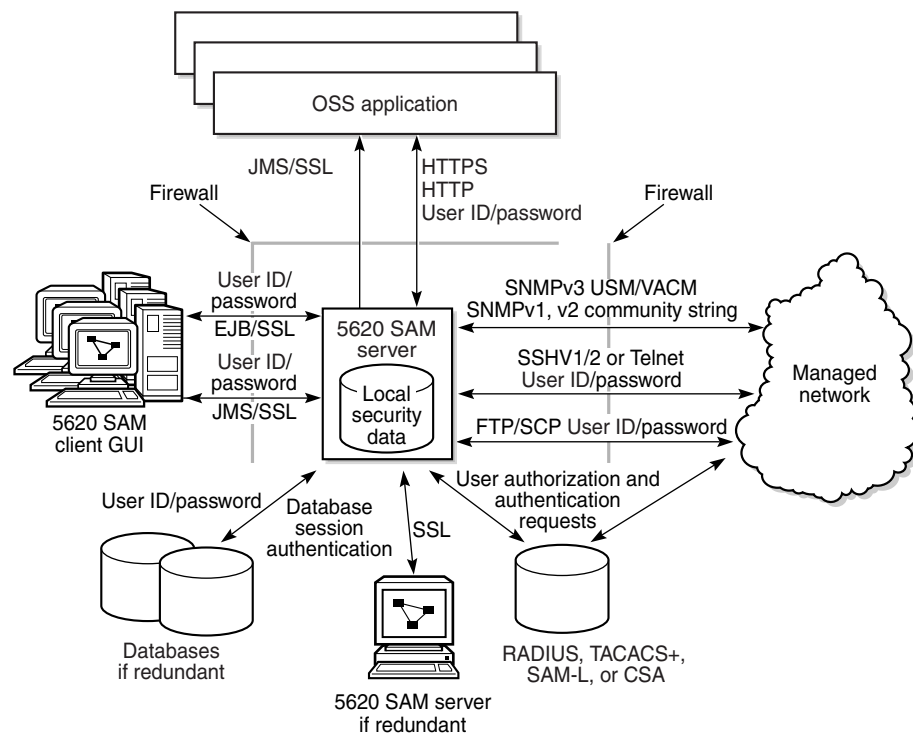 OSS application
JMS/SSL
HTTPS
HTTP
User ID/password
Firewall
Firewall
User ID/
password
EJB/SSL
User ID/
password
JMS/SSL
5620 SAM
client GUI
5620 SAM
server
Local
security
data
SNMPv3 USM/VACM
SNMPv1, v2 community string
SSHV1/2 or Telnet
User ID/password
FTP/SCP User ID/password
Managed
network
User ID/password
Database
session
authentication
SSL
User authorization and
authentication
requests
Databases
if redundant
5620 SAM server
if redundant
RADIUS, TACACS+,
SAM-L, or CSA